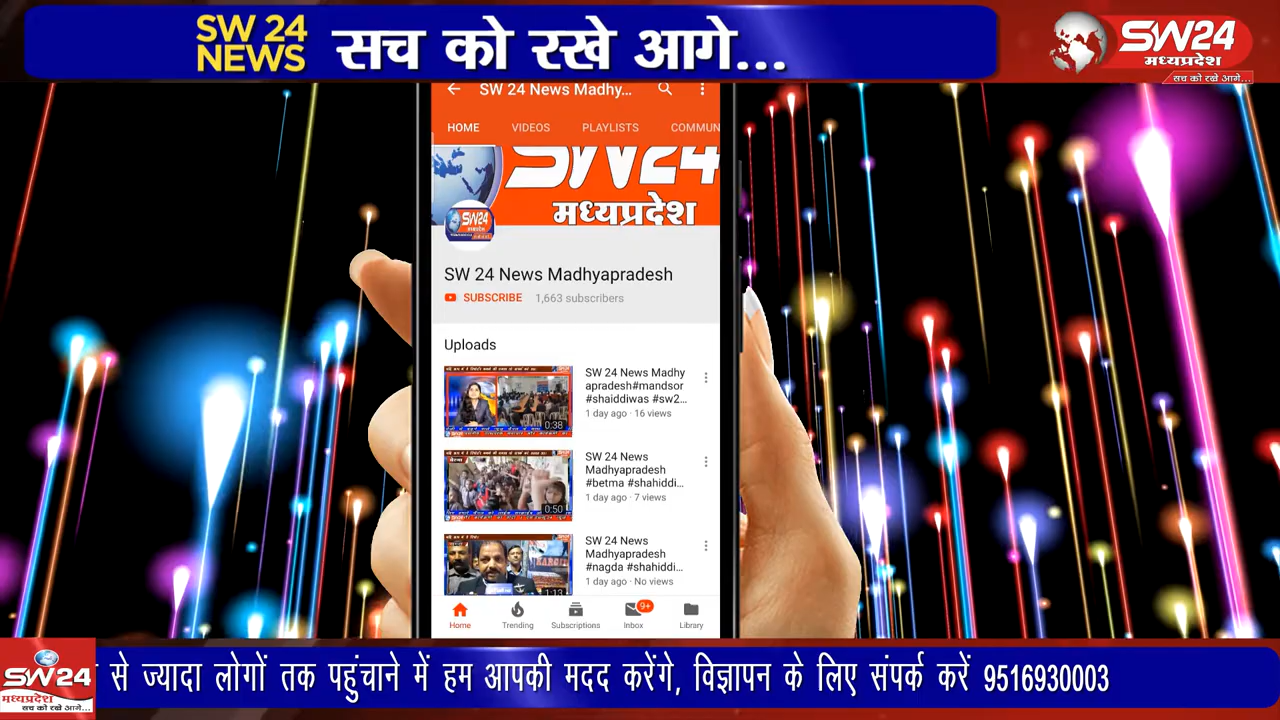 SW 24
NEWS
सच को रखे आगे...
SW24
मध्यप्रदेश
सच को रखे आगे...
SW 24 News Madhy...
HOME VIDEOS PLAYLISTS COMMUN
SW24
मध्यप्रदेश
SW24
SW 24 News Madhyapradesh
SUBSCRIBE 1,663 subscribers
Uploads
SW 24 News Madhy
apradesh#mandsor
#shaiddiwas #sw2...
1 day ago · 16 views
0:38
SW 24 News
Madhyapradesh
#betma #shahiddi...
1 day ago · 7 views
0:50
SW 24 News
Madhyapradesh
#nagda #shahiddi...
1 day ago · No views
1:13
9+
Home Trending Subscriptions Inbox Library
SW24
मध्यप्रदेश
सच को रखे आगे...
से ज्यादा लोगों तक पहुंचाने में हम आपकी मदद करेंगे, विज्ञापन के लिए संपर्क करें 9516930003